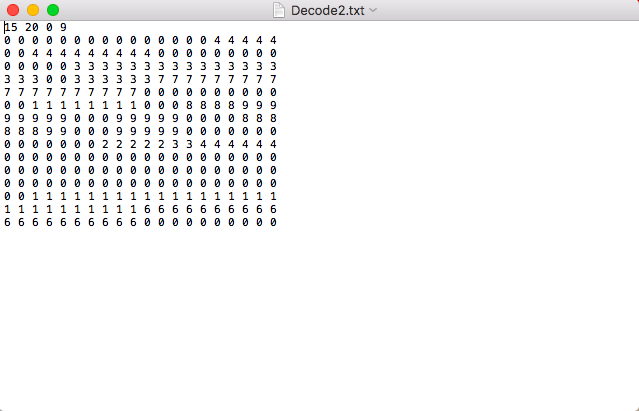 Decode2.txt
15 20 0 9
0 0 0 0 0 0 0 0 0 0 0 0 0 0 0 4 4 4 4 4
0 0 4 4 4 4 4 4 4 4 4 0 0 0 0 0 0 0 0 0
0 0 0 0 0 3 3 3 3 3 3 3 3 3 3 3 3 3 3 3
3 3 3 0 0 3 3 3 3 3 3 7 7 7 7 7 7 7 7 7
7 7 7 7 7 7 7 7 7 7 0 0 0 0 0 0 0 0 0 0
0 0 1 1 1 1 1 1 1 1 0 0 0 8 8 8 8 9 9 9
9 9 9 9 9 0 0 0 9 9 9 9 9 0 0 0 0 8 8 8
8 8 8 9 9 0 0 0 9 9 9 9 9 0 0 0 0 0 0 0
0 0 0 0 0 0 0 2 2 2 2 2 3 3 4 4 4 4 4 4
0 0 0 0 0 0 0 0 0 0 0 0 0 0 0 0 0 0 0 0
0 0 0 0 0 0 0 0 0 0 0 0 0 0 0 0 0 0 0 0
0 0 0 0 0 0 0 0 0 0 0 0 0 0 0 0 0 0 0 0
0 0 1 1 1 1 1 1 1 1 1 1 1 1 1 1 1 1 1 1
1 1 1 1 1 1 1 1 1 1 6 6 6 6 6 6 6 6 6 6
6 6 6 6 6 6 6 6 6 6 0 0 0 0 0 0 0 0 0 0